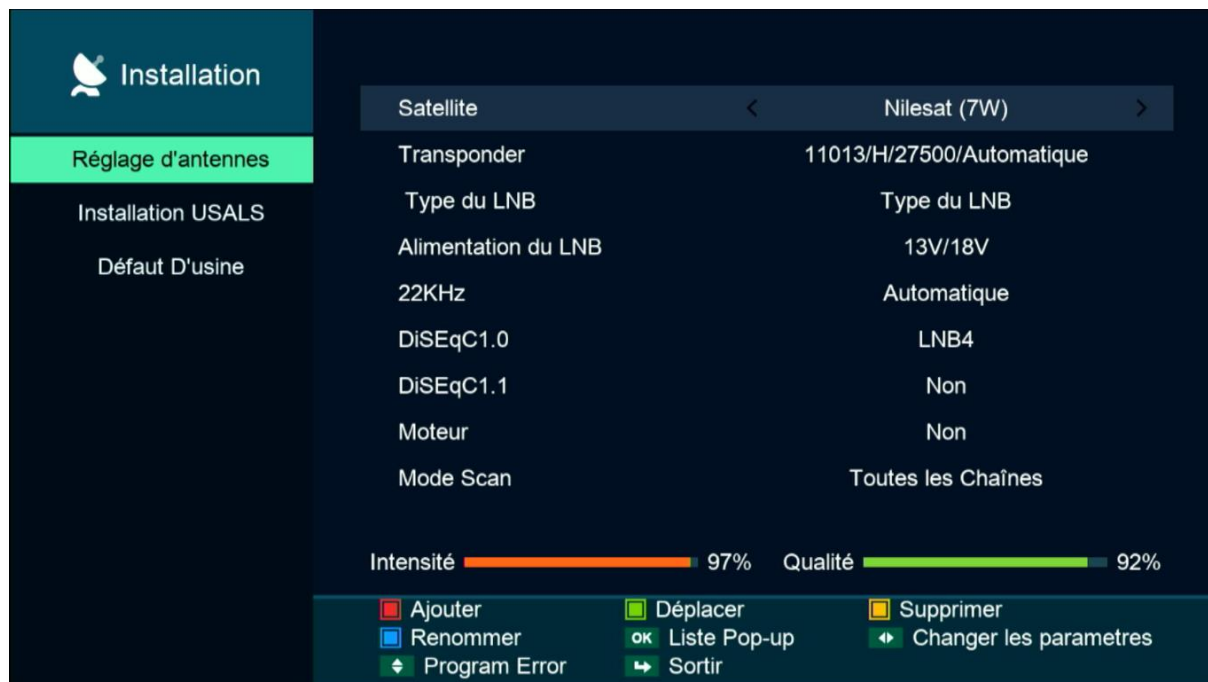 Installation
Réglage d'antennes
Installation USALS
Défaut D'usine
Satellite < Nilesat (7W) >
Transponder 11013/H/27500/Automatique
Type du LNB Type du LNB
Alimentation du LNB 13V/18V
22KHz Automatique
DiSEqC1.0 LNB4
DiSEqC1.1 Non
Moteur Non
Mode Scan Toutes les Chaînes
Intensité 97% Qualité 92%
Ajouter Déplacer Supprimer
Renommer OK Liste Pop-up Changer les parametres
Program Error Sortir